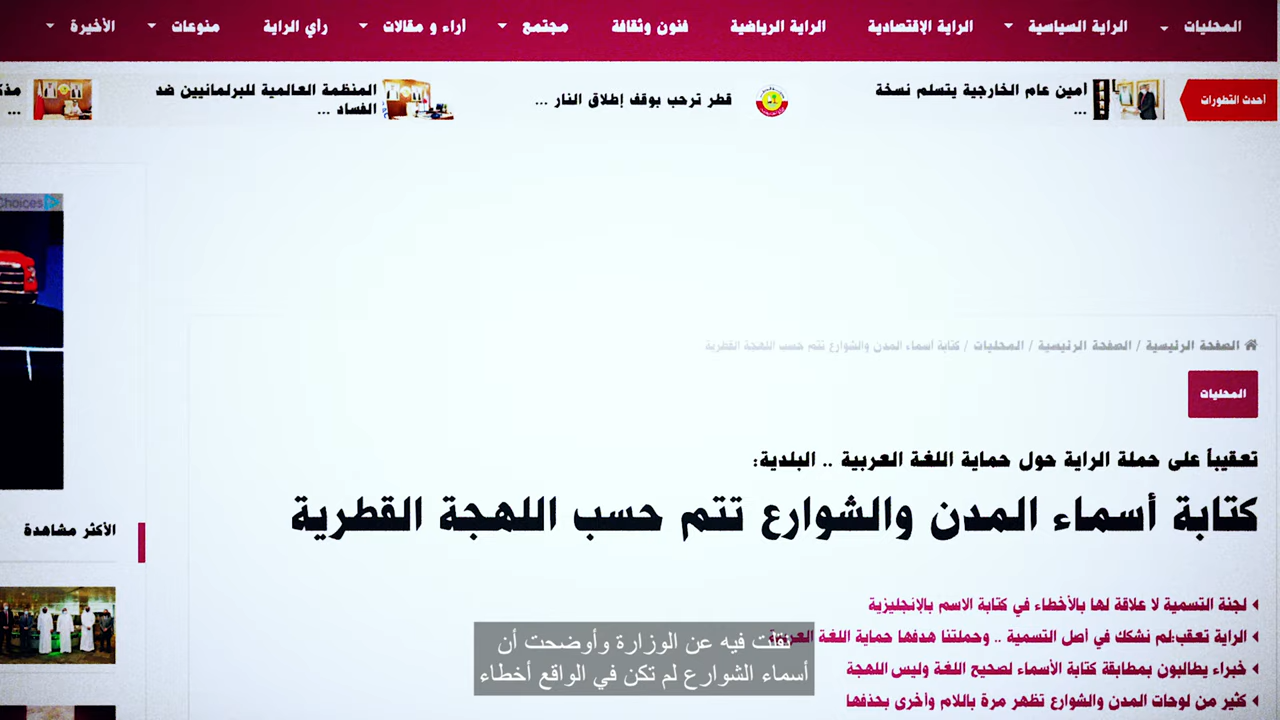 المحليات الراية السياسية الراية الإقتصادية الراية الرياضية فنون وثقافة مجتمع أراء و مقالات رأي الراية منوعات الأخيرة
أحدث التطورات
أمين عام الخارجية يتسلم نسخة
...
قطر ترحب بوقف إطلاق النار ...
المنظمة العالمية للبرلمانيين ضد
الفساد ...
...
Choices
الصفحة الرئيسية / الصفحة الرئيسية / المحليات / كتابة أسماء المدن والشوارع تتم حسب اللهجة القطرية
المحليات
تعقيباً على حملة الراية حول حماية اللغة العربية .. البلدية:
كتابة أسماء المدن والشوارع تتم حسب اللهجة القطرية
الأكثر مشاهدة
لجنة التسمية لا علاقة لها بالأخطاء في كتابة الاسم بالإنجليزية
الراية تعقب:لم نشكك في أصل التسمية .. وحملتنا هدفها حماية اللغة العربية
خبراء يطالبون بمطابقة كتابة الأسماء لصحيح اللغة وليس اللهجة
كثير من لوحات المدن والشوارع تظهر مرة باللام وأخرى بحذفها
نقلت فيه عن الوزارة وأوضحت أن
أسماء الشوارع لم تكن في الواقع أخطاء